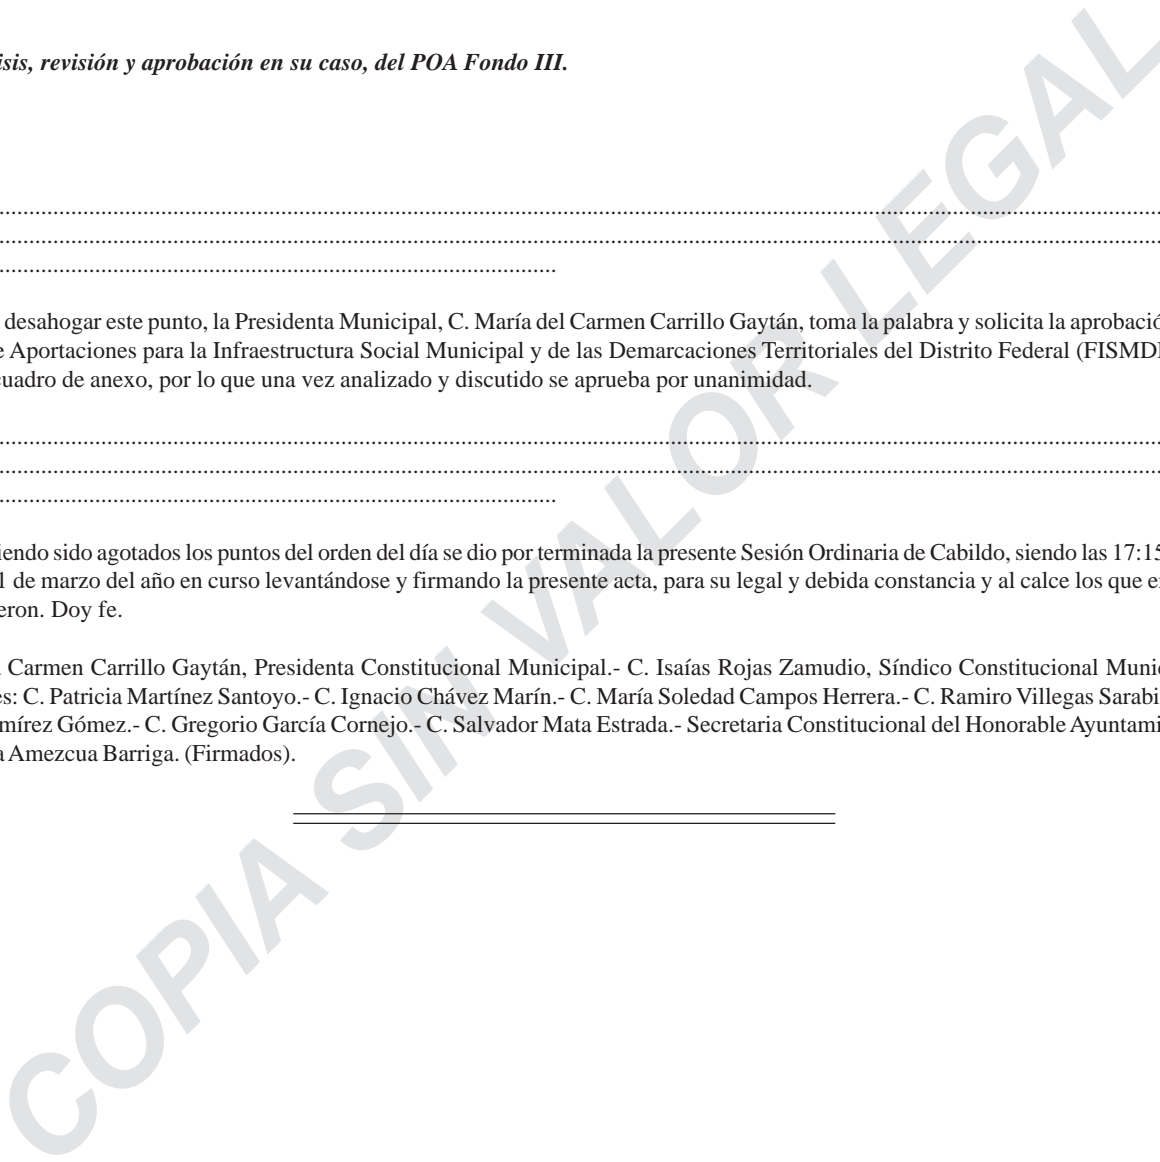 isis, revisión y aprobación en su caso, del POA Fondo III.
....................................................................................................................................................................................................................
....................................................................................................................................................................................................................
....................................................................................................
desahogar este punto, la Presidenta Municipal, C. María del Carmen Carrillo Gaytán, toma la palabra y solicita la aprobació
e Aportaciones para la Infraestructura Social Municipal y de las Demarcaciones Territoriales del Distrito Federal (FISMD
cuadro de anexo, por lo que una vez analizado y discutido se aprueba por unanimidad.
....................................................................................................................................................................................................................
....................................................................................................................................................................................................................
....................................................................................................
iendo sido agotados los puntos del orden del día se dio por terminada la presente Sesión Ordinaria de Cabildo, siendo las 17:15
1 de marzo del año en curso levantándose y firmando la presente acta, para su legal y debida constancia y al calce los que e
eron. Doy fe.
Carmen Carrillo Gaytán, Presidenta Constitucional Municipal.- C. Isaías Rojas Zamudio, Síndico Constitucional Munic
es: C. Patricia Martínez Santoyo.- C. Ignacio Chávez Marín.- C. María Soledad Campos Herrera.- C. Ramiro Villegas Sarabi
mírez Gómez.- C. Gregorio García Cornejo.- C. Salvador Mata Estrada.- Secretaria Constitucional del Honorable Ayuntami
a Amezcua Barriga. (Firmados).
COPIA SIN VALOR LEGAL